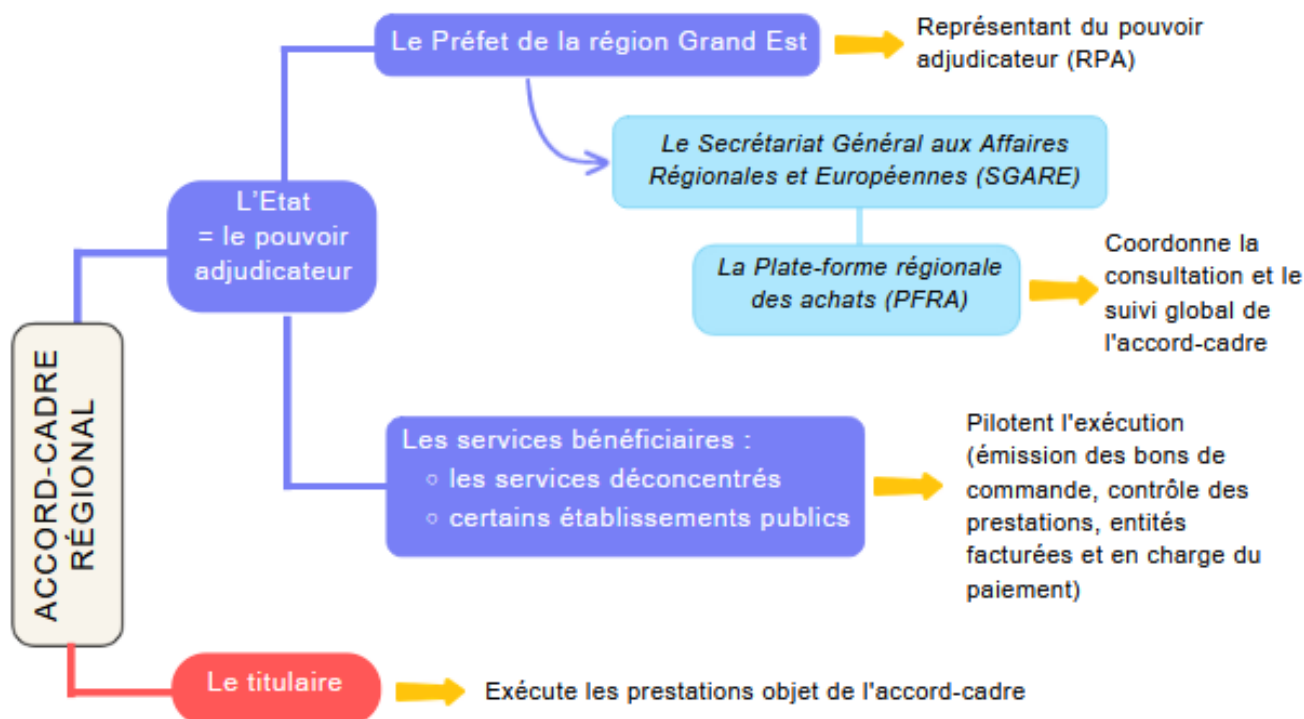 Le Préfet de la région Grand Est
Représentant du pouvoir
adjudicateur (RPA)
Le Secrétariat Général aux Affaires
Régionales et Européennes (SGARE)
L'Etat
= le pouvoir
adjudicateur
La Plate-forme régionale
des achats (PFRA)
Coordonne la
consultation et le
suivi global de
l'accord-cadre
ACCORD-CADRE
RÉGIONAL
Les services bénéficiaires :
○ les services déconcentrés
○ certains établissements publics
Pilotent l'exécution
(émission des bons de
commande, contrôle des
prestations, entités
facturées et en charge du
paiement)
Le titulaire
Exécute les prestations objet de l'accord-cadre